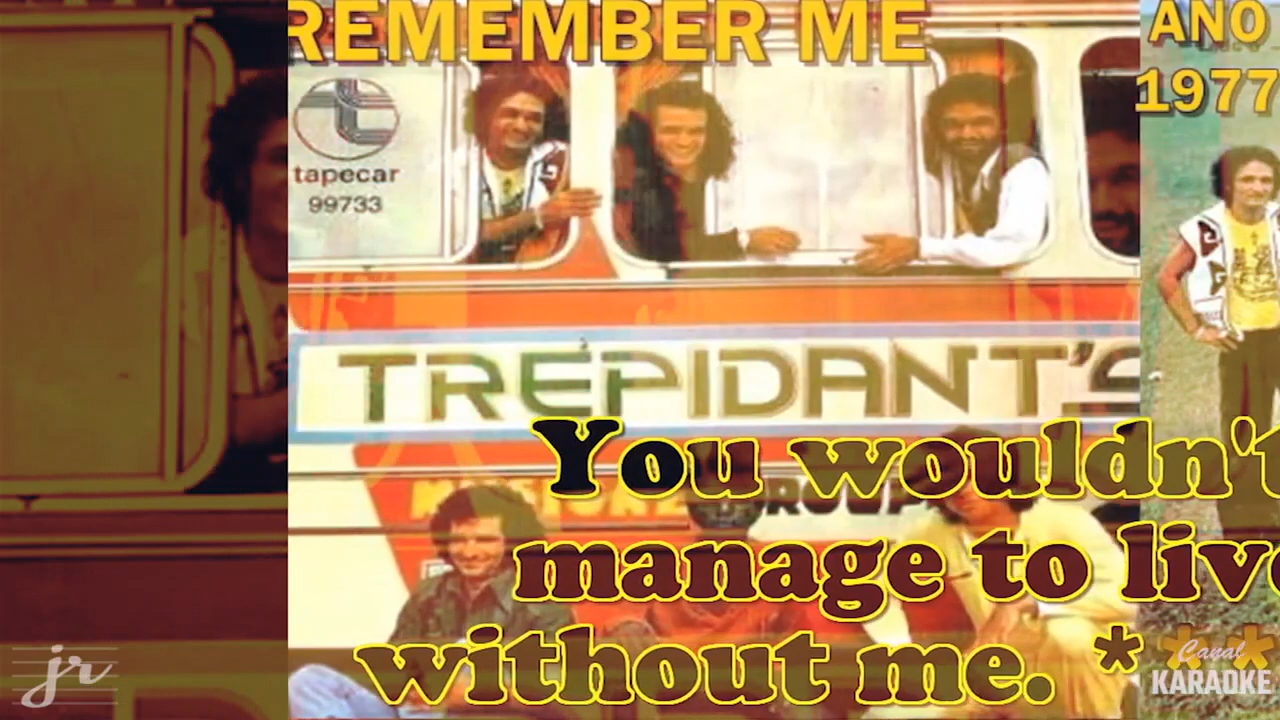 REMEMBER ME
ANO
1977
tapecar
99733
TREPIDANT'S
You wouldn't
manage to live
without me. *
jr
Canal
KARAOKE